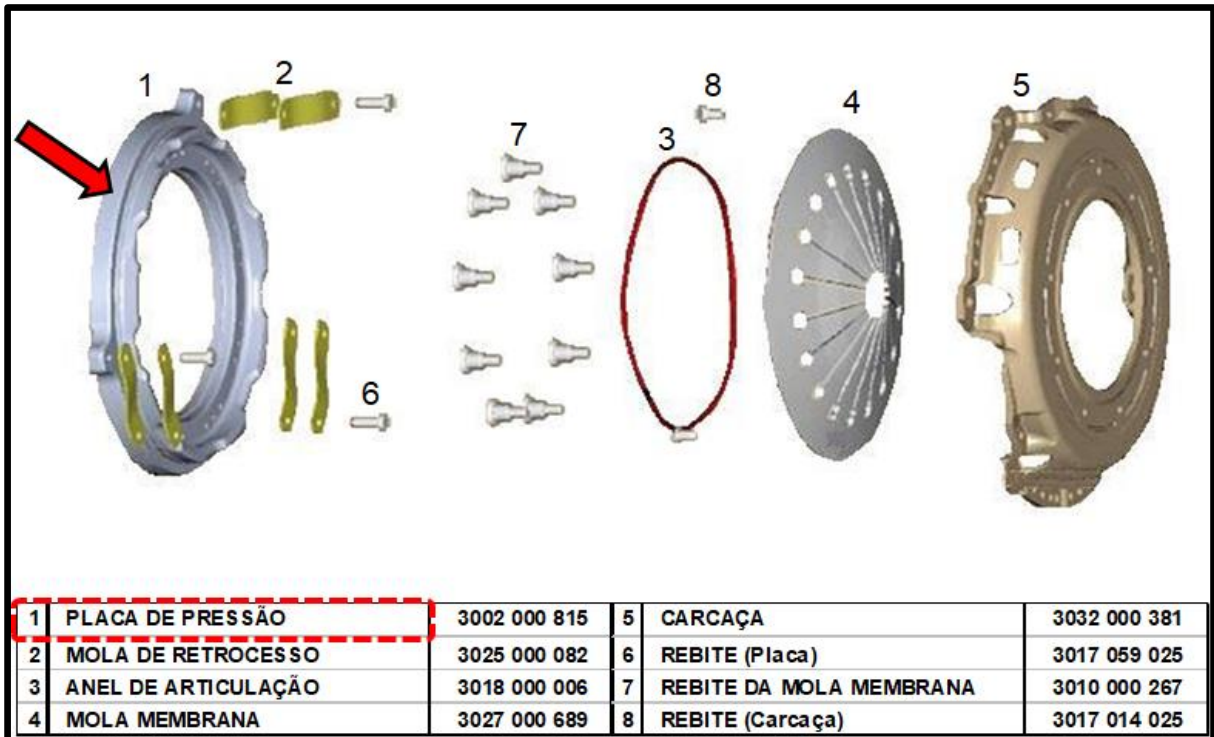 1
2
8
5
7
3
4
6
1 PLACA DE PRESSÃO 3002 000 815 5 CARCAÇA 3032 000 381
2 MOLA DE RETROCESSO 3025 000 082 6 REBITE (Placa) 3017 059 025
3 ANEL DE ARTICULAÇÃO 3018 000 006 7 REBITE DA MOLA MEMBRANA 3010 000 267
4 MOLA MEMBRANA 3027 000 689 8 REBITE (Carcaça) 3017 014 025